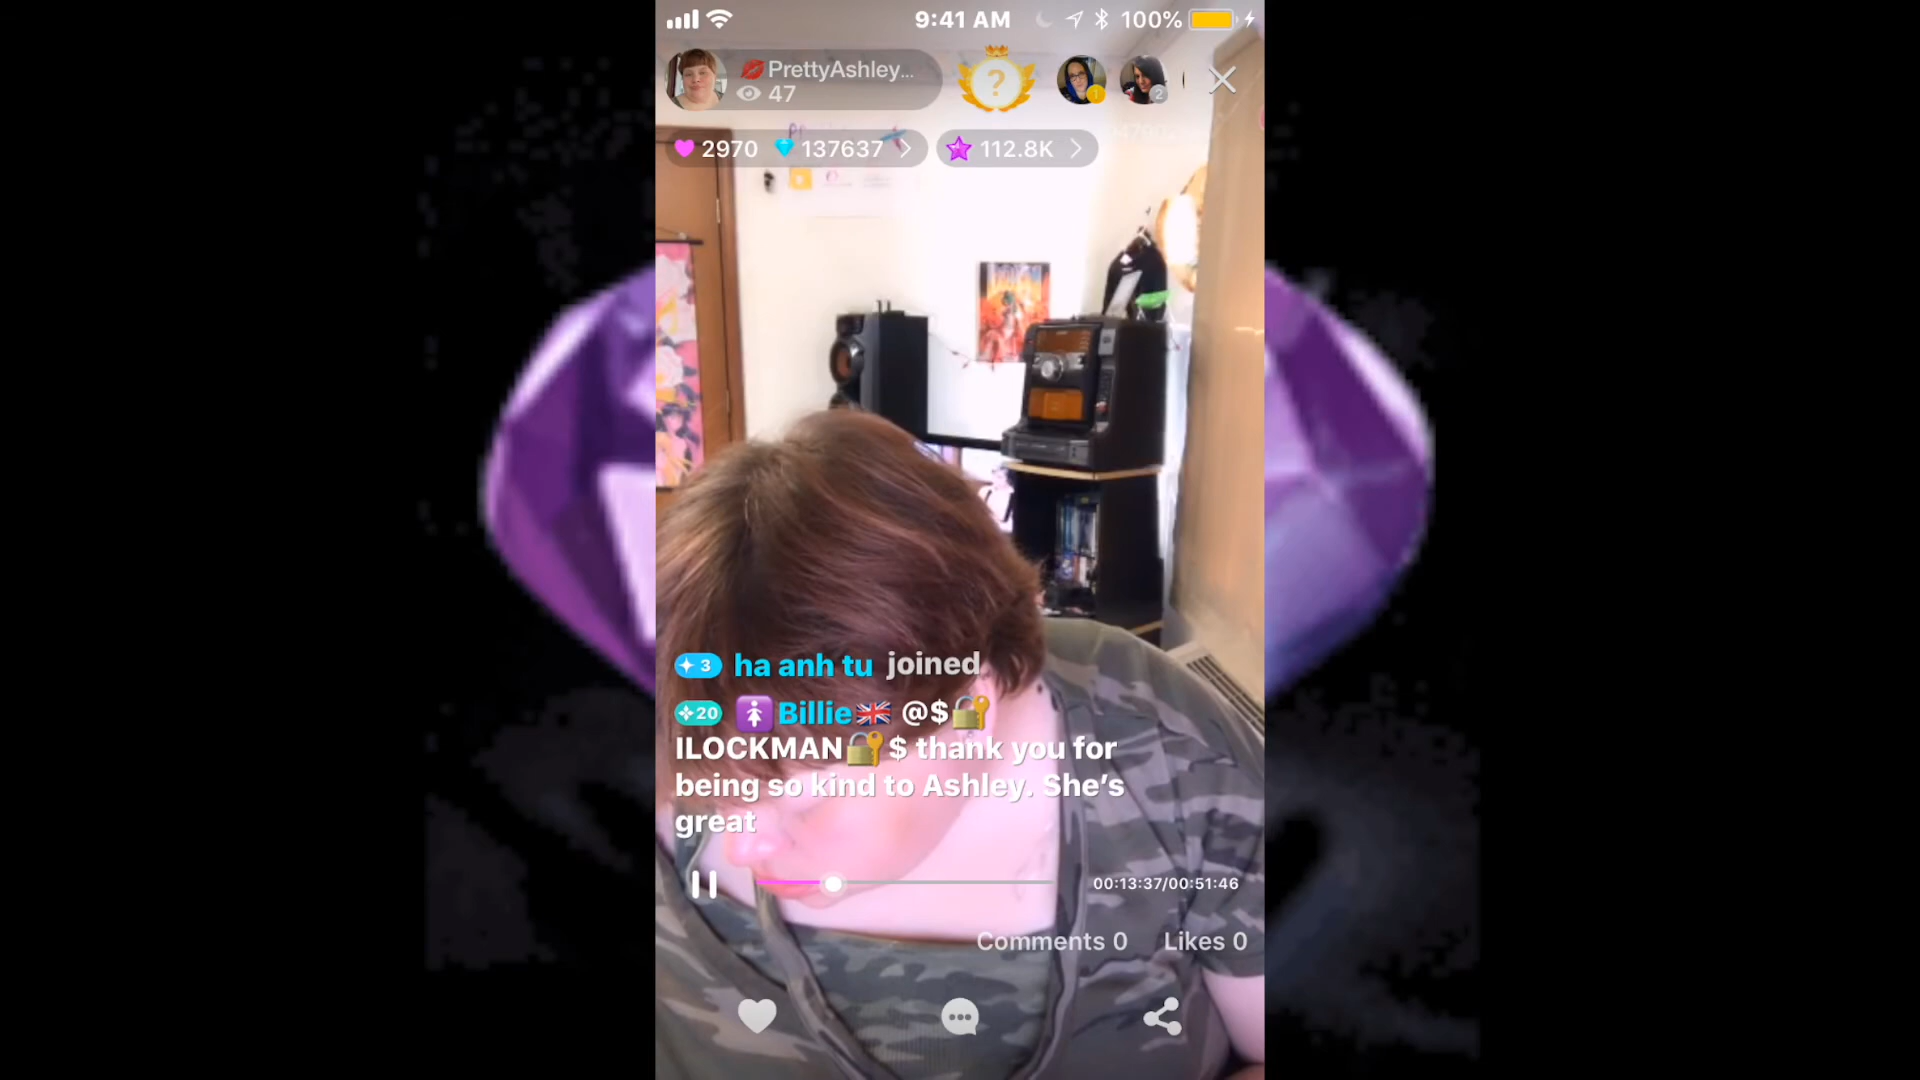 9:41 AM 100%
💋PrettyAshley...
47
?
1
2
2970 137637 112.8K
3 ha anh tu joined
20 🚺Billie🇬🇧 @$🔐
ILOCKMAN🔐$ thank you for
being so kind to Ashley. She's
great
00:13:37/00:51:46
Comments 0 Likes 0